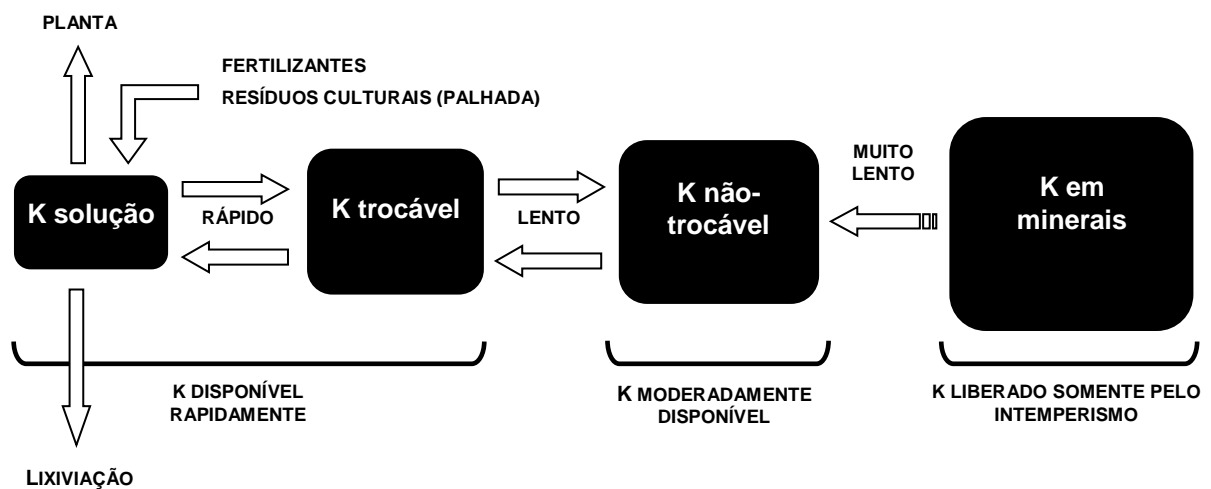 PLANTA
FERTILIZANTES
RESÍDUOS CULTURAIS (PALHADA)
K solução
RÁPIDO
K trocável
LENTO
K não-
trocável
MUITO
LENTO
K em
minerais
K DISPONÍVEL
RAPIDAMENTE
K MODERADAMENTE
DISPONÍVEL
K LIBERADO SOMENTE PELO
INTEMPERISMO
LIXIVIAÇÃO